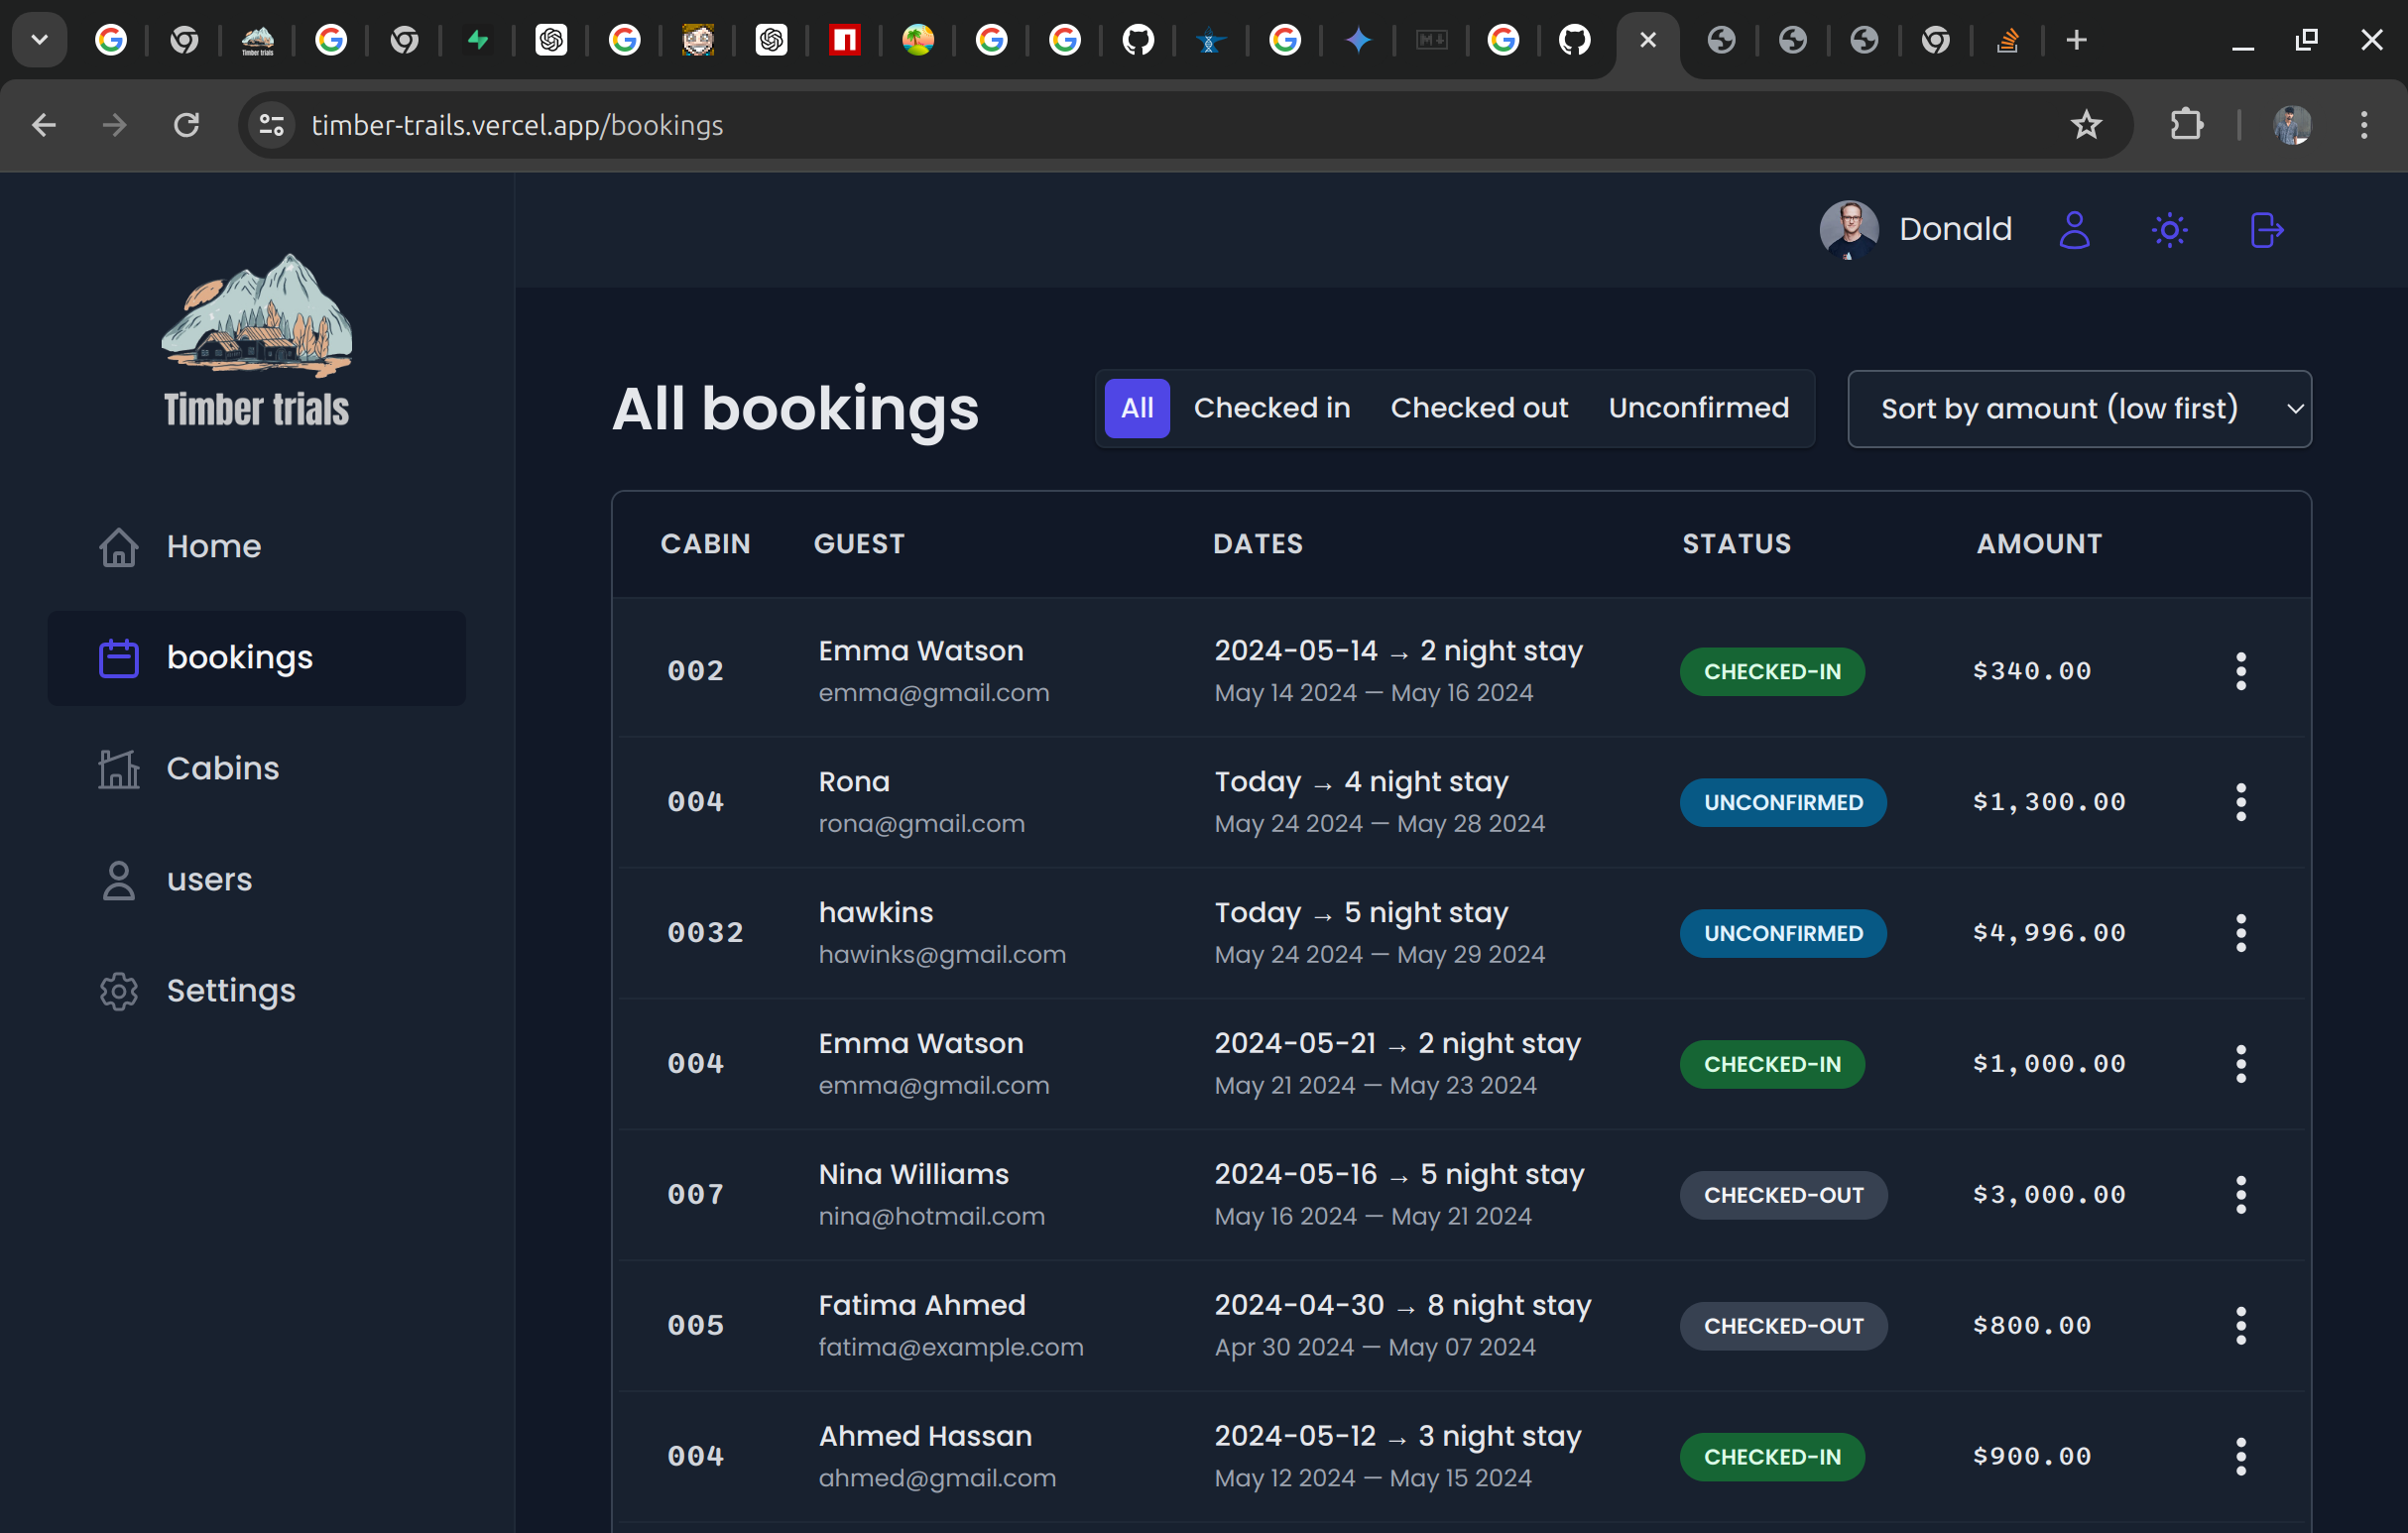 timber-trails.vercel.app/bookings
Donald
Timber trials
Home
bookings
Cabins
users
Settings
All bookings
All Checked in Checked out Unconfirmed
Sort by amount (low first)
CABIN GUEST DATES STATUS AMOUNT
002 Emma Watson 2024-05-14 → 2 night stay CHECKED-IN $340.00
emma@gmail.com May 14 2024 — May 16 2024
004 Rona Today → 4 night stay UNCONFIRMED $1,300.00
rona@gmail.com May 24 2024 — May 28 2024
0032 hawkins Today → 5 night stay UNCONFIRMED $4,996.00
hawinks@gmail.com May 24 2024 — May 29 2024
004 Emma Watson 2024-05-21 → 2 night stay CHECKED-IN $1,000.00
emma@gmail.com May 21 2024 — May 23 2024
007 Nina Williams 2024-05-16 → 5 night stay CHECKED-OUT $3,000.00
nina@hotmail.com May 16 2024 — May 21 2024
005 Fatima Ahmed 2024-04-30 → 8 night stay CHECKED-OUT $800.00
fatima@example.com Apr 30 2024 — May 07 2024
004 Ahmed Hassan 2024-05-12 → 3 night stay CHECKED-IN $900.00
ahmed@gmail.com May 12 2024 — May 15 2024